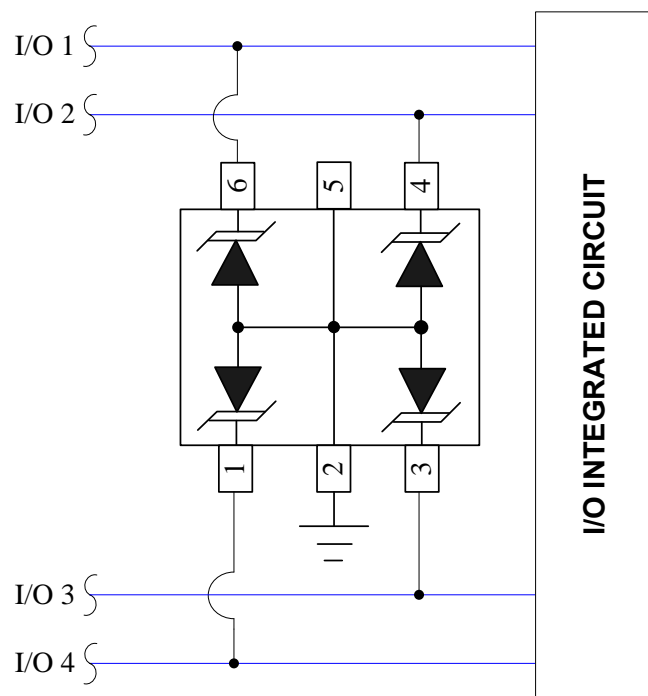 I/O 1
I/O 2
6 5 4
1 2 3
I/O 3
I/O 4
I/O INTEGRATED CIRCUIT